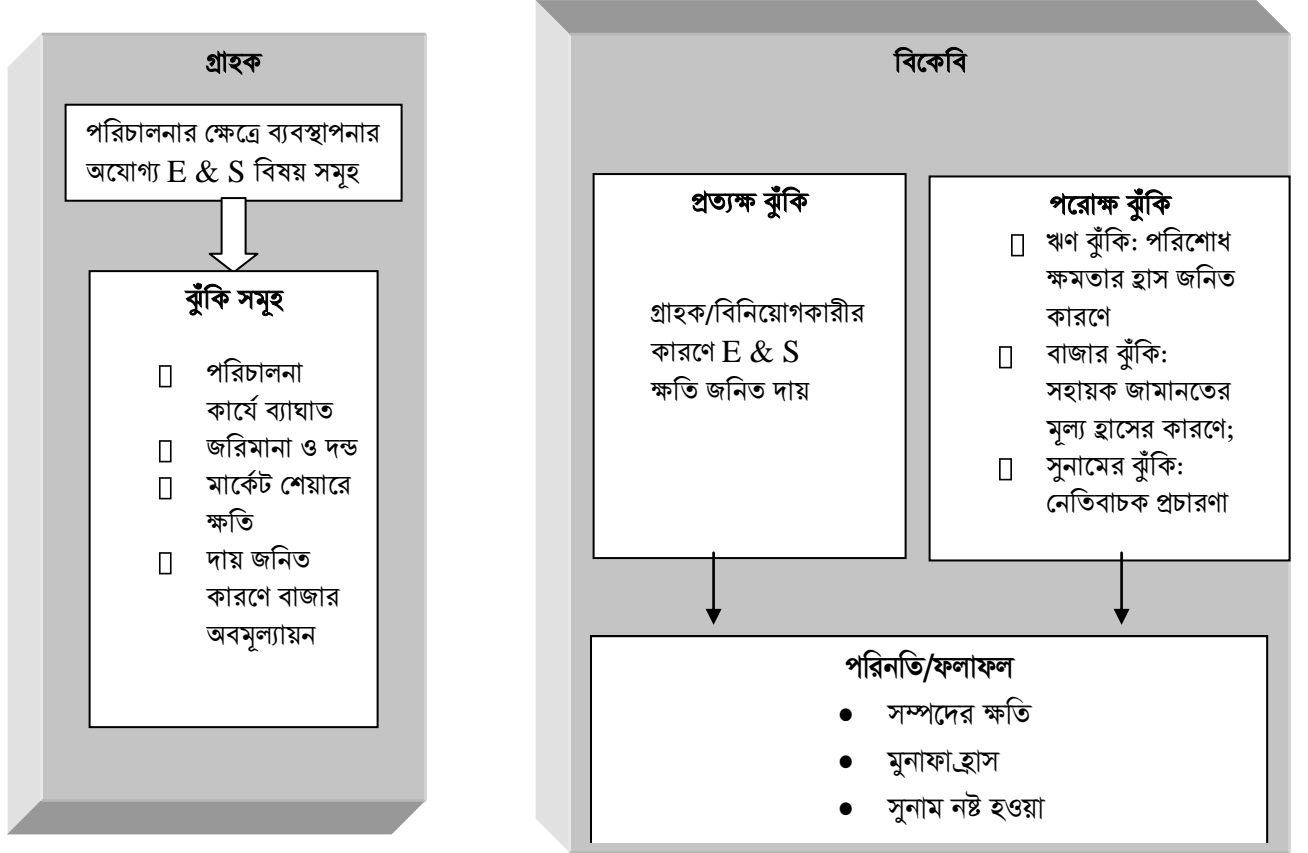 গ্রাহক
পরিচালনার ক্ষেত্রে ব্যবস্থাপনার
অযোগ্য E & S বিষয় সমূহ
ঝুঁকি সমূহ
পরিচালনা
কার্যে ব্যাঘাত
জরিমানা ও দন্ড
মার্কেট শেয়ারে
ক্ষতি
দায় জনিত
কারণে বাজার
অবমূল্যায়ন
বিকেবি
প্রত্যক্ষ ঝুঁকি
গ্রাহক/বিনিয়োগকারীর
কারণে E & S
ক্ষতি জনিত দায়
পরোক্ষ ঝুঁকি
ঋণ ঝুঁকি: পরিশোধ
ক্ষমতার হ্রাস জনিত
কারণে
বাজার ঝুঁকি:
সহায়ক জামানতের
মূল্য হ্রাসের কারণে;
সুনামের ঝুঁকি:
নেতিবাচক প্রচারণা
পরিনতি/ফলাফল
● সম্পদের ক্ষতি
● মুনাফা হ্রাস
● সুনাম নষ্ট হওয়া